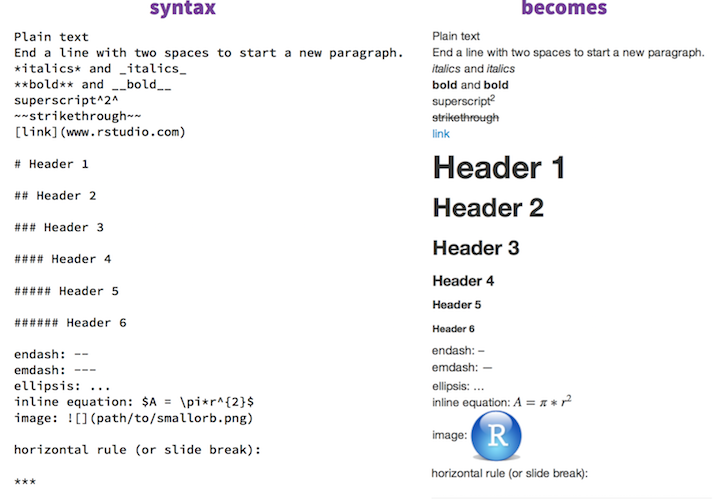 syntax
Plain text
End a line with two spaces to start a new paragraph.
*italics* and _italics_
**bold** and __bold__
superscript^2^
~~strikethrough~~
[link](www.rstudio.com)
# Header 1
## Header 2
### Header 3
#### Header 4
##### Header 5
###### Header 6
endash: --
emdash: ---
ellipsis: ...
inline equation: $A = \pi*r^{2}$
image: ![](path/to/smallorb.png)
horizontal rule (or slide break):
***
becomes
Plain text
End a line with two spaces to start a new paragraph.
italics and italics
bold and bold
superscript²
strikethrough
link
Header 1
Header 2
Header 3
Header 4
Header 5
Header 6
endash: –
emdash: —
ellipsis: …
inline equation: A = π * r²
image: R
horizontal rule (or slide break):